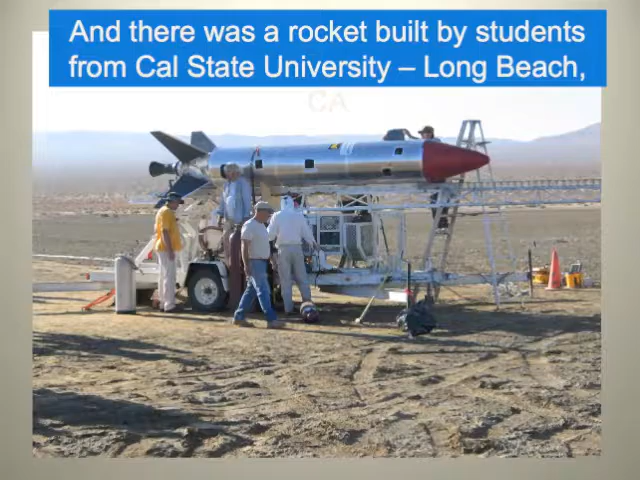 And there was a rocket built by students
from Cal State University – Long Beach,
CA